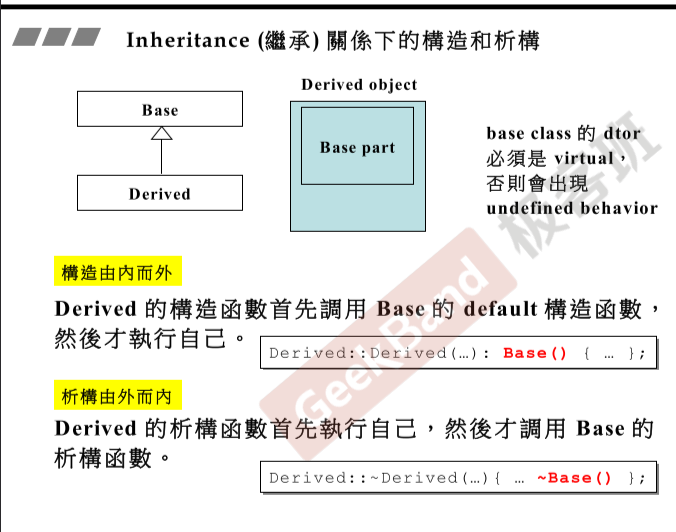 Inheritance (繼承) 關係下的構造和析構
Derived object
Base
Base part
Derived
base class 的 dtor
必須是 virtual，
否則會出現
undefined behavior
構造由內而外
Derived 的構造函數首先調用 Base 的 default 構造函數，
然後才執行自己。
Derived::Derived(…): Base() { … };
析構由外而內
Derived 的析構函數首先執行自己，然後才調用 Base 的
析構函數。
Derived::~Derived(…){ … ~Base() };
GeekBand 极客班